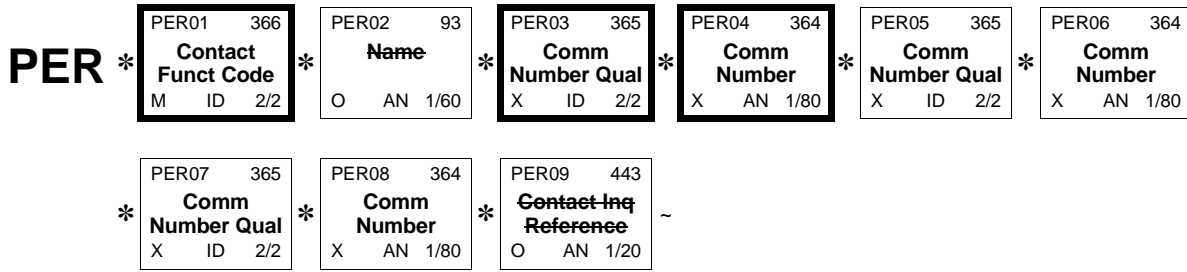 PER01 366 PER02 93 PER03 365 PER04 364 PER05 365 PER06 364
PER * Contact Funct Code * Name * Comm Number Qual * Comm Number * Comm Number Qual * Comm Number
M ID 2/2 O AN 1/60 X ID 2/2 X AN 1/80 X ID 2/2 X AN 1/80
PER07 365 PER08 364 PER09 443
* Comm Number Qual * Comm Number * Contact Inq Reference ~
X ID 2/2 X AN 1/80 O AN 1/20